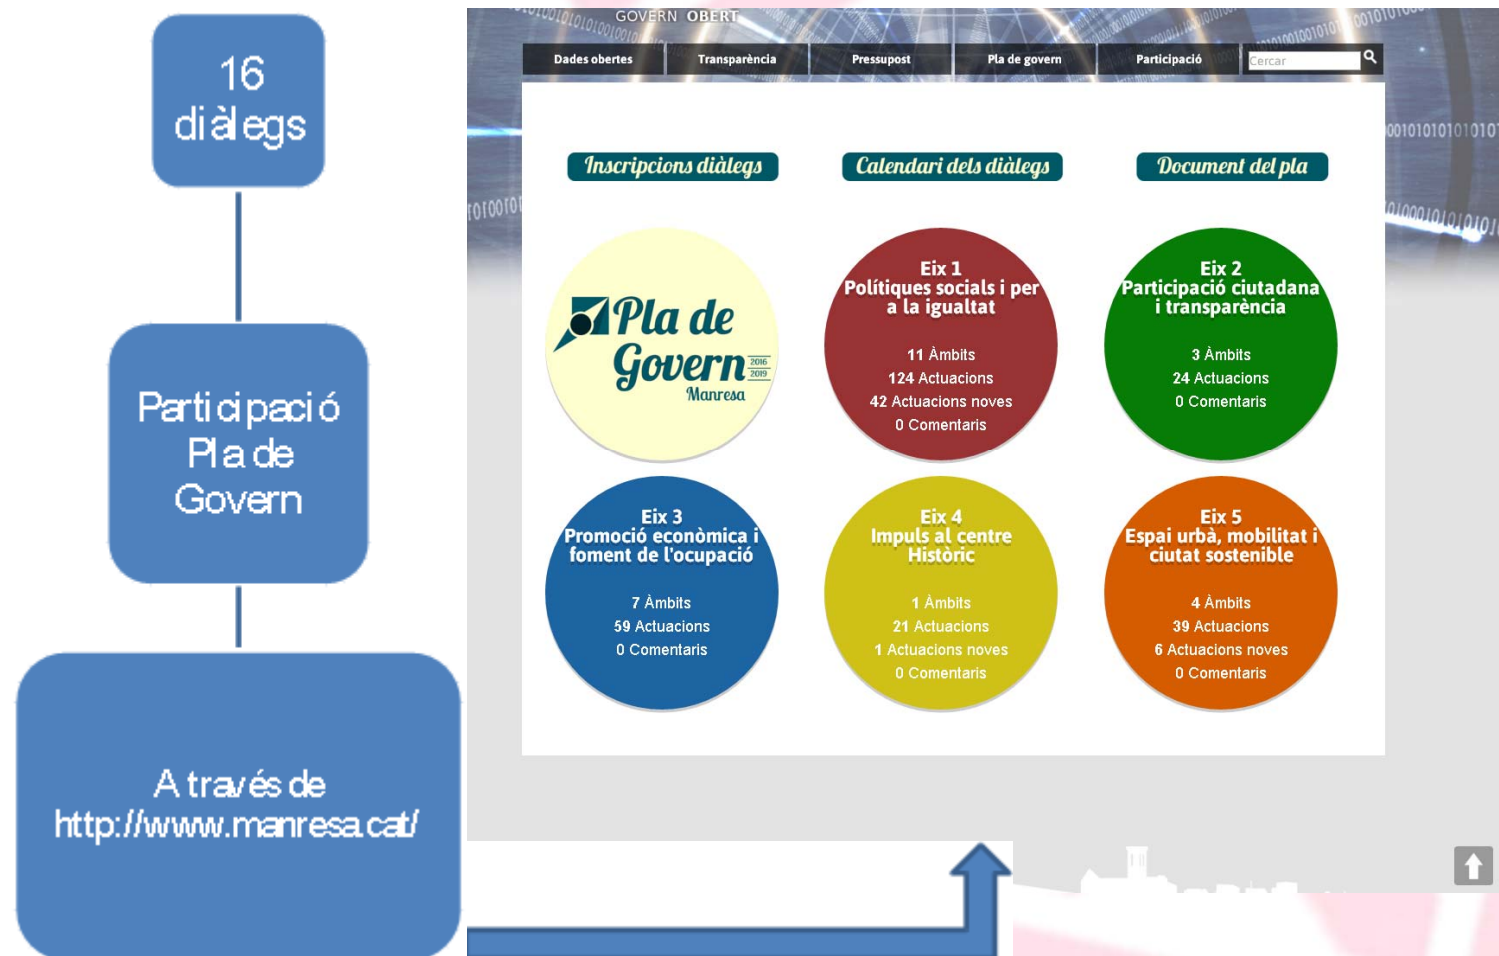 16
diàlegs
Participació
Pla de
Govern
A través de
http://www.manresa.cat/
GOVERN OBERT
Dades obertes
Transparència
Pressupost
Pla de govern
Participació
Cercar
Inscripcions diàlegs
Calendari dels diàlegs
Document del pla
Pla de
Govern
2016
2019
Manresa
Eix 1
Polítiques socials i per
a la igualtat
11 Àmbits
124 Actuacions
42 Actuacions noves
0 Comentaris
Eix 2
Participació ciutadana
i transparència
3 Àmbits
24 Actuacions
0 Comentaris
Eix 3
Promoció econòmica i
foment de l'ocupació
7 Àmbits
59 Actuacions
0 Comentaris
Eix 4
Impuls al centre
Històric
1 Àmbits
21 Actuacions
1 Actuacions noves
0 Comentaris
Eix 5
Espai urbà, mobilitat i
ciutat sostenible
4 Àmbits
39 Actuacions
6 Actuacions noves
0 Comentaris